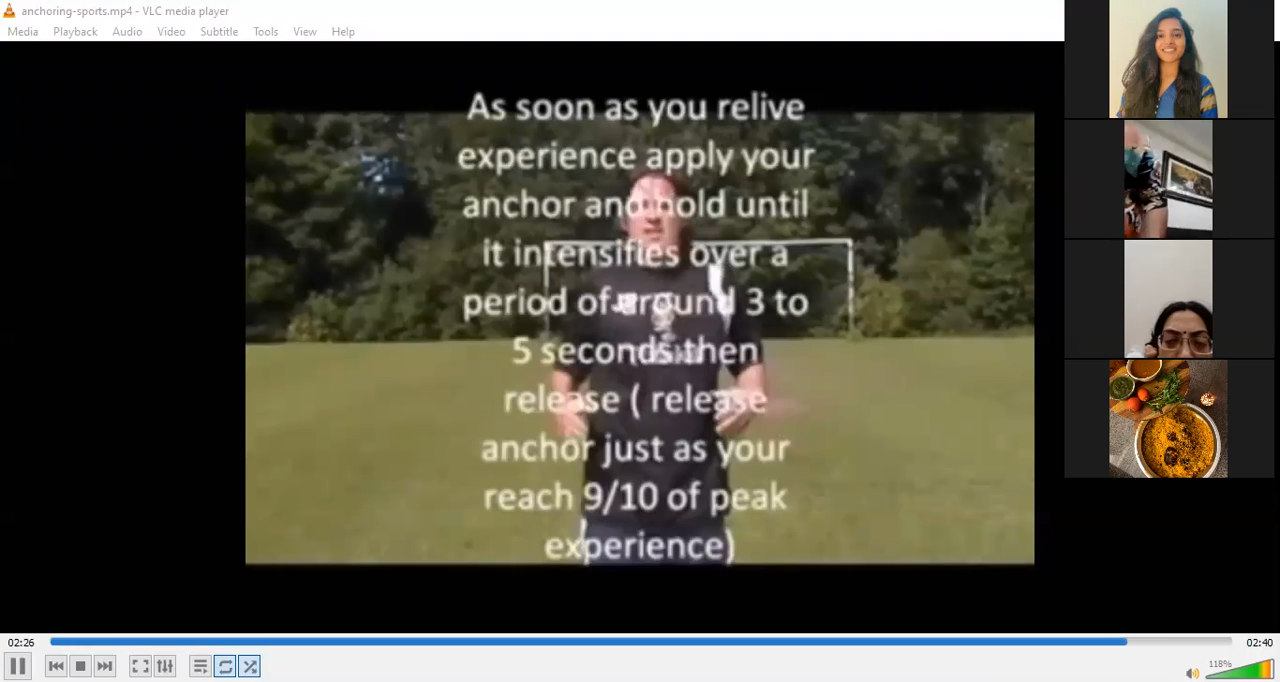 anchoring-sports.mp4 - VLC media player
Media Playback Audio Video Subtitle Tools View Help
As soon as you relive
experience apply your
anchor and hold until
it intensifies over a
period of around 3 to
5 seconds then
release ( release
anchor just as your
reach 9/10 of peak
experience)
02:26
02:40
118%